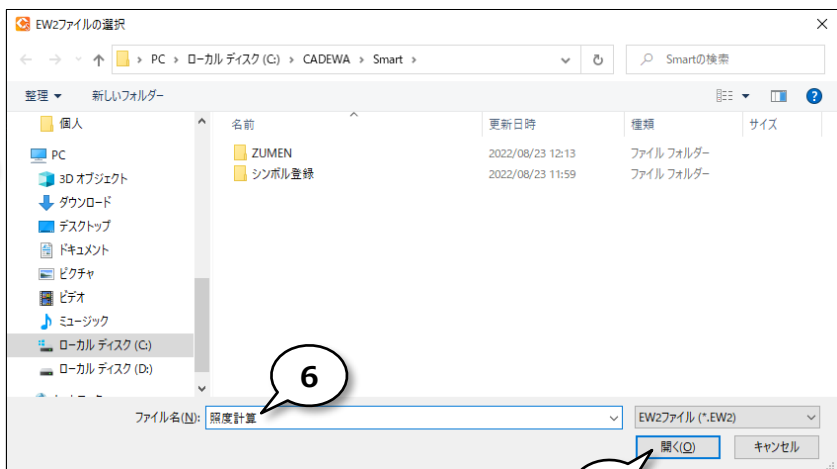 EW2ファイルの選択
PC › ローカル ディスク (C:) › CADEWA › Smart ›
Smartの検索
整理 新しいフォルダー
個人
PC
3D オブジェクト
ダウンロード
デスクトップ
ドキュメント
ピクチャ
ビデオ
ミュージック
ローカル ディスク (C:)
ローカル ディスク (D:)
名前 更新日時 種類 サイズ
ZUMEN 2022/08/23 12:13 ファイル フォルダー
シンボル登録 2022/08/23 11:59 ファイル フォルダー
6
ファイル名(N): 照度計算 EW2ファイル (*.EW2)
開く(O) キャンセル